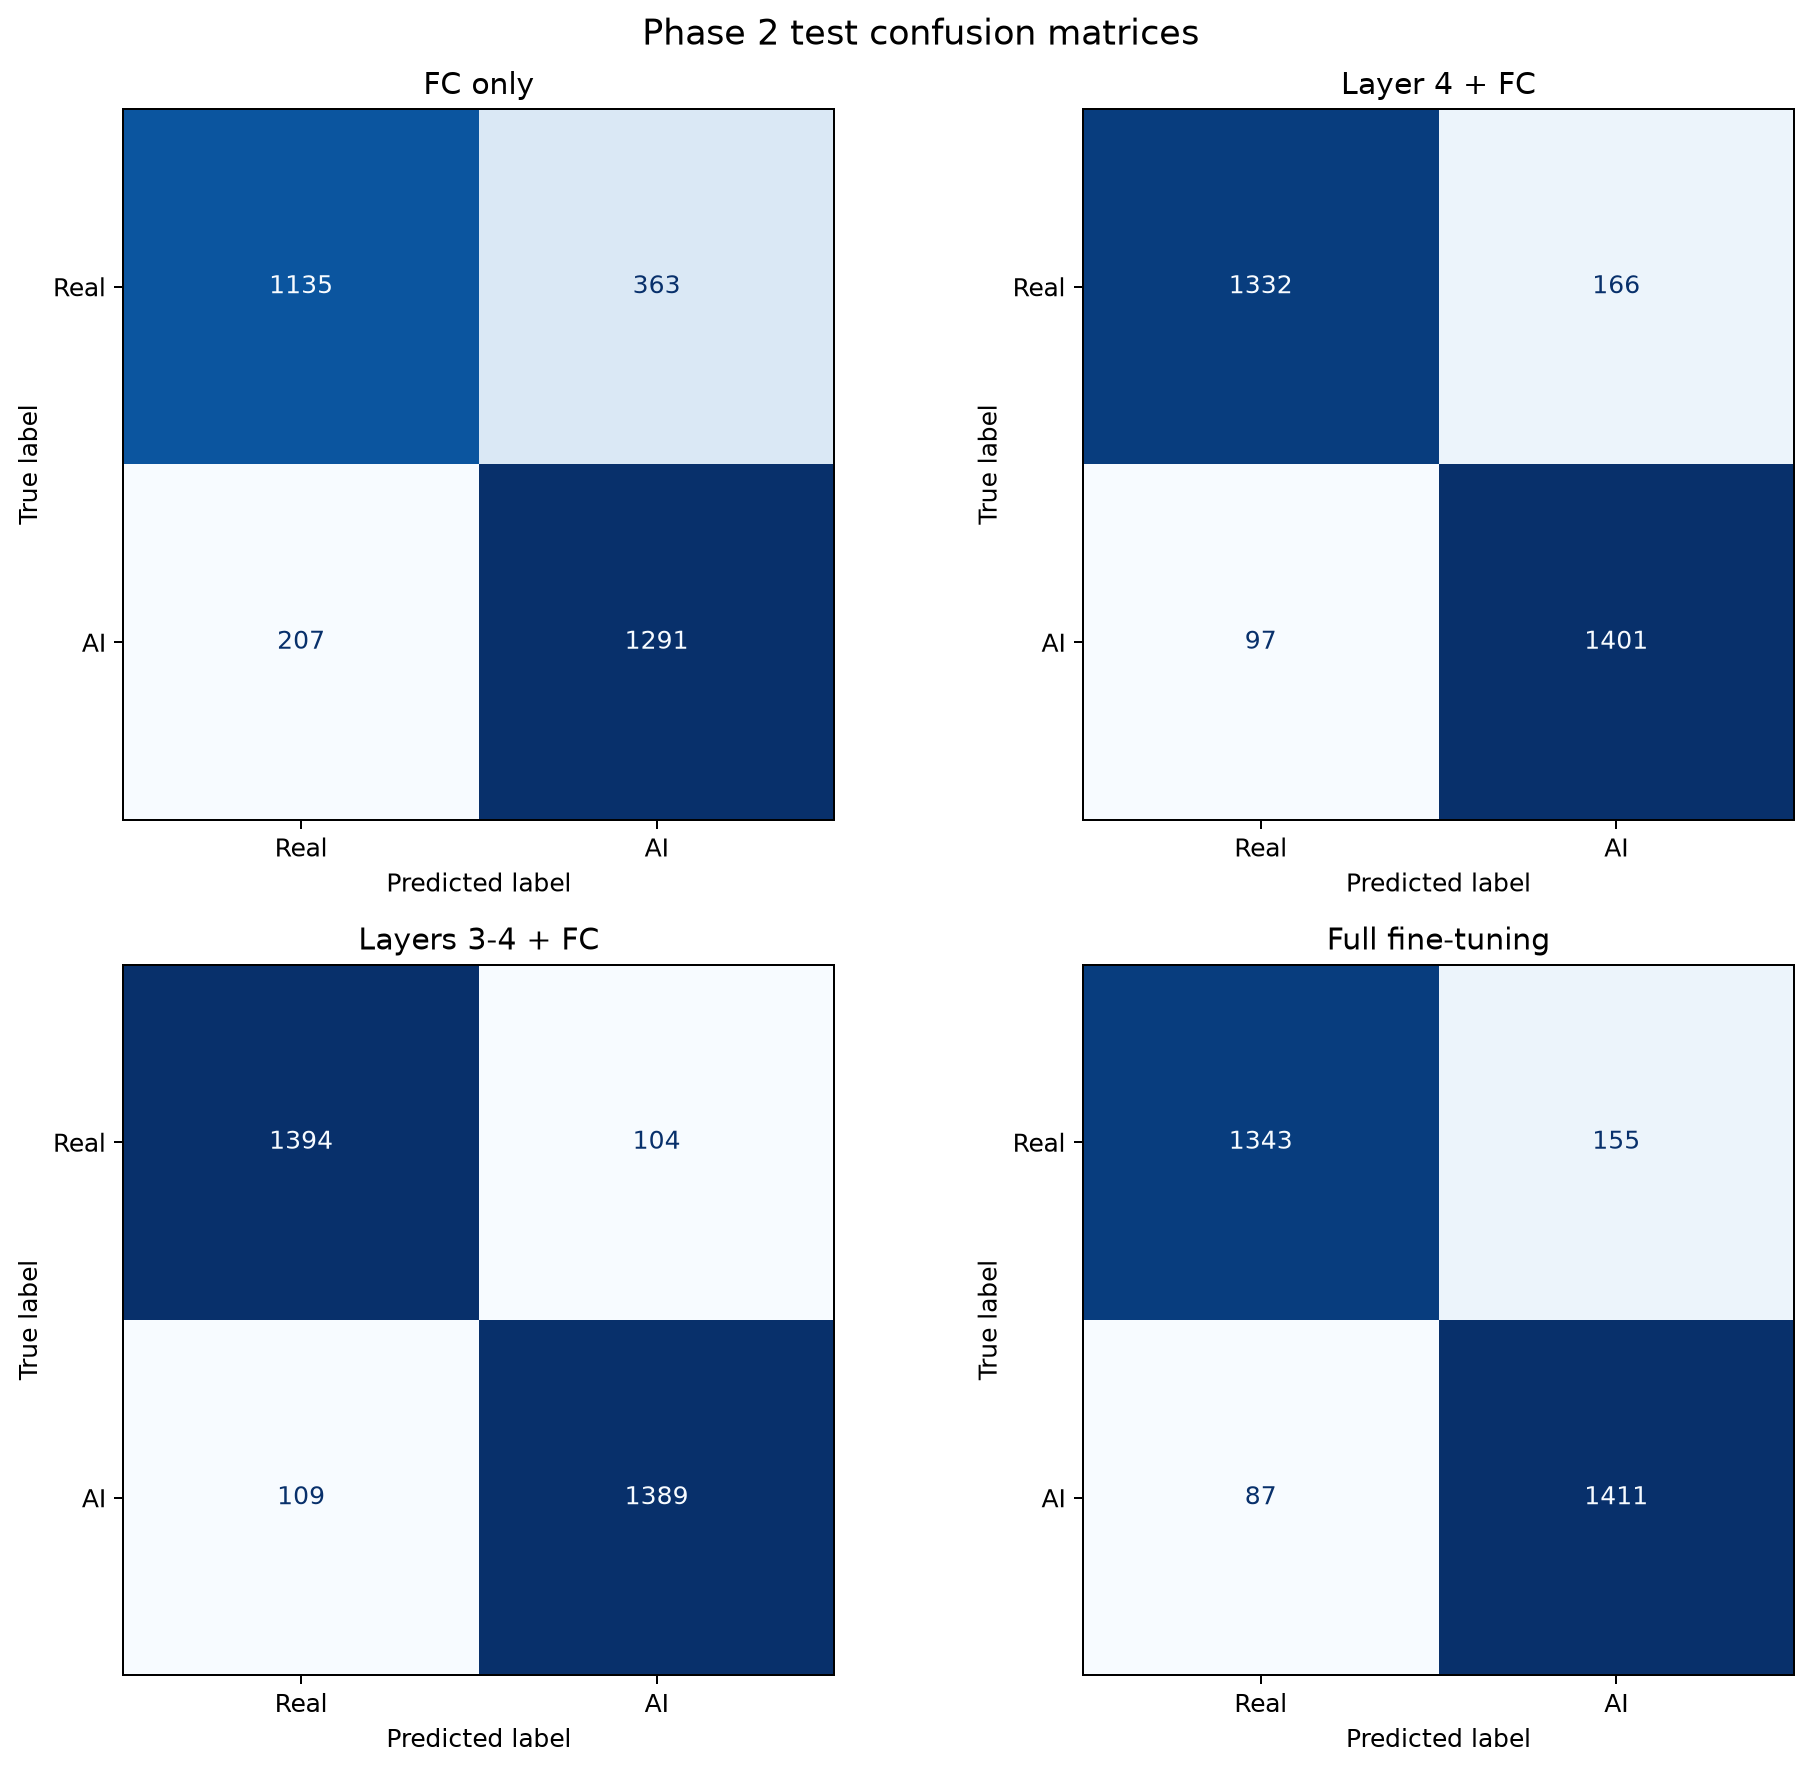 Phase 2 test confusion matrices
FC only
Real
1135
363
True label
AI
207
1291
Real
AI
Predicted label
Layer 4 + FC
Real
1332
166
True label
AI
97
1401
Real
AI
Predicted label
Layers 3-4 + FC
Real
1394
104
True label
AI
109
1389
Real
AI
Predicted label
Full fine-tuning
Real
1343
155
True label
AI
87
1411
Real
AI
Predicted label